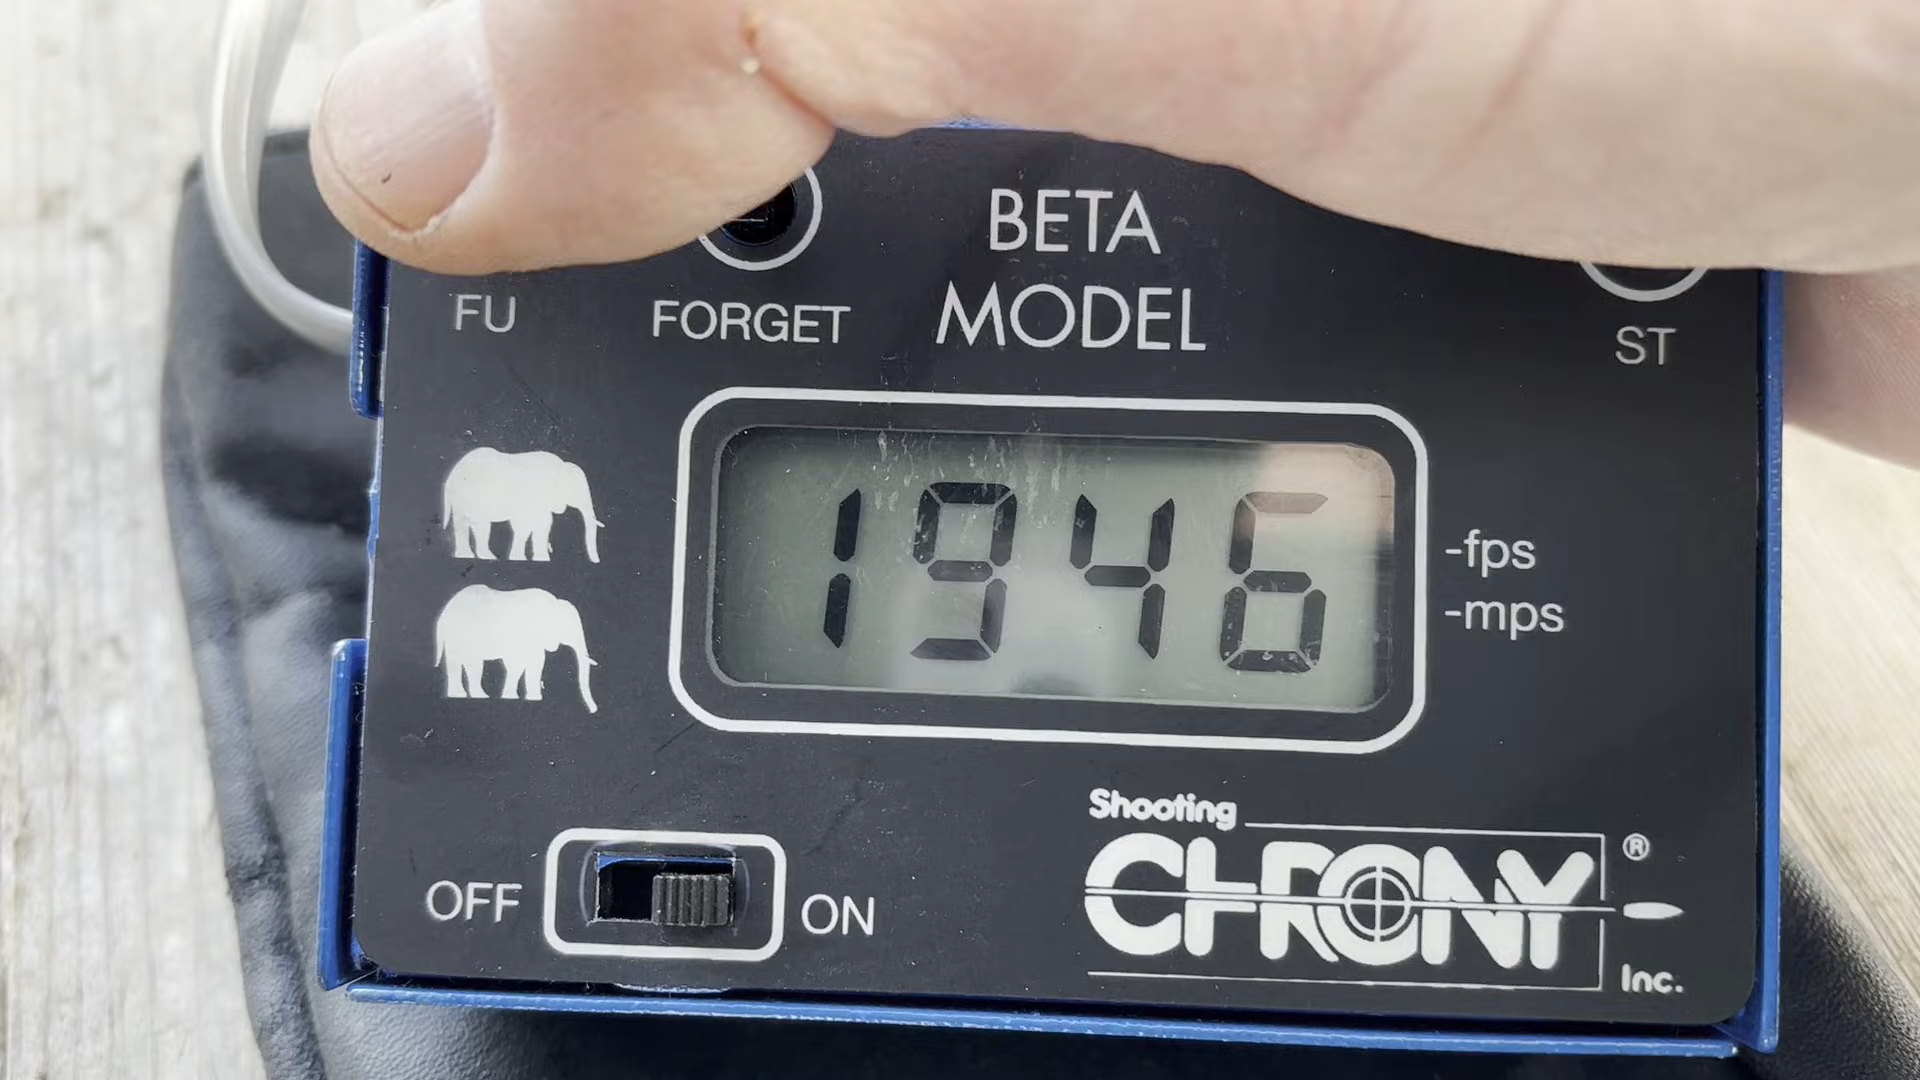 BETA
MODEL
FU
FORGET
ST
1946
-fps
-mps
OFF
ON
Shooting
CHRONY
®
Inc.